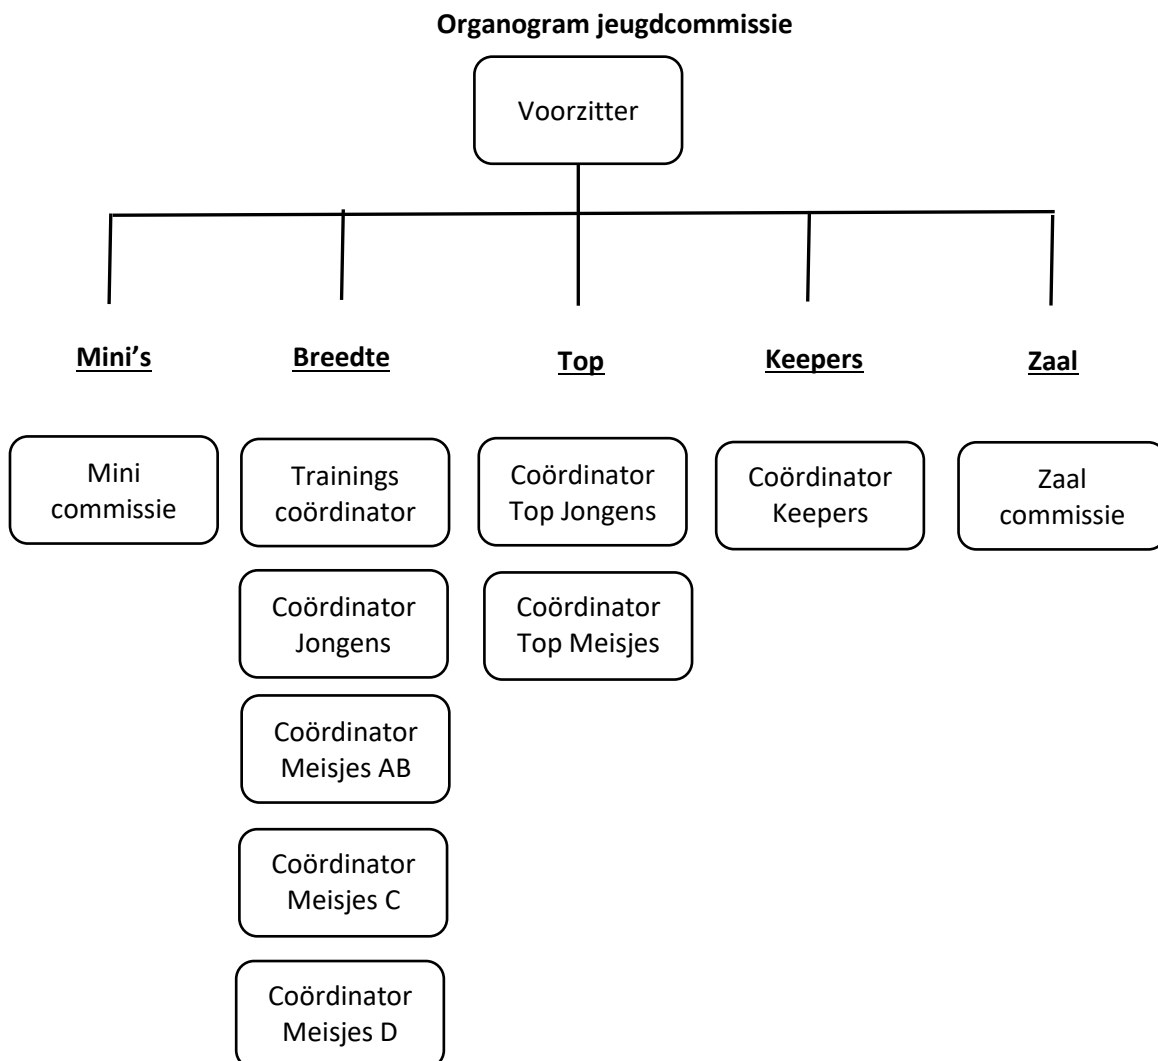 Organogram jeugdcommissie
Voorzitter
Mini's
Breedte
Top
Keepers
Zaal
Mini
commissie
Trainings
coördinator
Coördinator
Top Jongens
Coördinator
Keepers
Zaal
commissie
Coördinator
Jongens
Coördinator
Top Meisjes
Coördinator
Meisjes AB
Coördinator
Meisjes C
Coördinator
Meisjes D